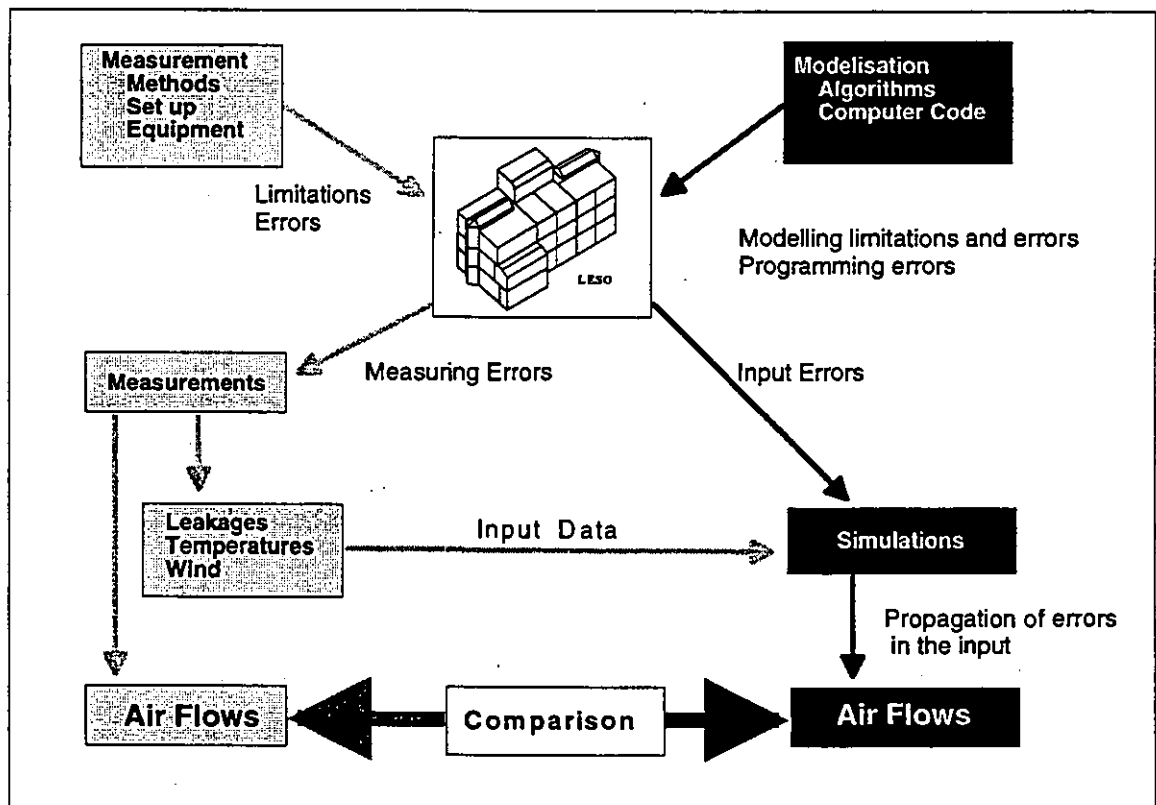 Measurement
Methods
Set up
Equipment
Modelisation
Algorithms
Computer Code
Limitations
Errors
LESO
Modelling limitations and errors
Programming errors
Measurements
Measuring Errors
Input Errors
Leakages
Temperatures
Wind
Input Data
Simulations
Propagation of errors
in the input
Air Flows
Comparison
Air Flows